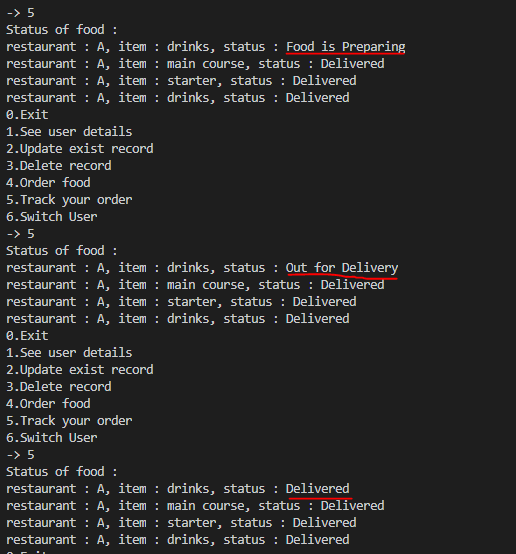 -> 5
Status of food :
restaurant : A, item : drinks, status : Food is Preparing
restaurant : A, item : main course, status : Delivered
restaurant : A, item : starter, status : Delivered
restaurant : A, item : drinks, status : Delivered
0.Exit
1.See user details
2.Update exist record
3.Delete record
4.Order food
5.Track your order
6.Switch User
-> 5
Status of food :
restaurant : A, item : drinks, status : Out for Delivery
restaurant : A, item : main course, status : Delivered
restaurant : A, item : starter, status : Delivered
restaurant : A, item : drinks, status : Delivered
0.Exit
1.See user details
2.Update exist record
3.Delete record
4.Order food
5.Track your order
6.Switch User
-> 5
Status of food :
restaurant : A, item : drinks, status : Delivered
restaurant : A, item : main course, status : Delivered
restaurant : A, item : starter, status : Delivered
restaurant : A, item : drinks, status : Delivered
0.Exit